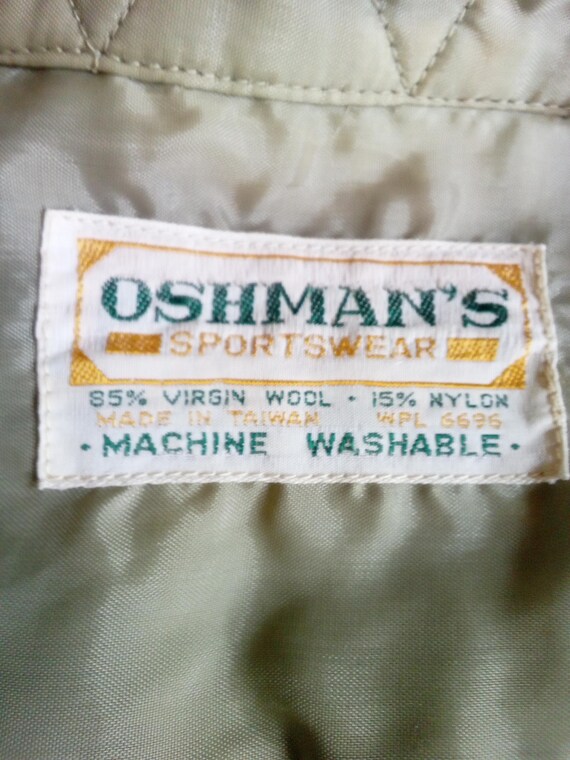 OSHMAN'S
SPORTSWEAR
85% VIRGIN WOOL · 15% NYLON
MADE IN TAIWAN WPL 6696
· MACHINE WASHABLE ·